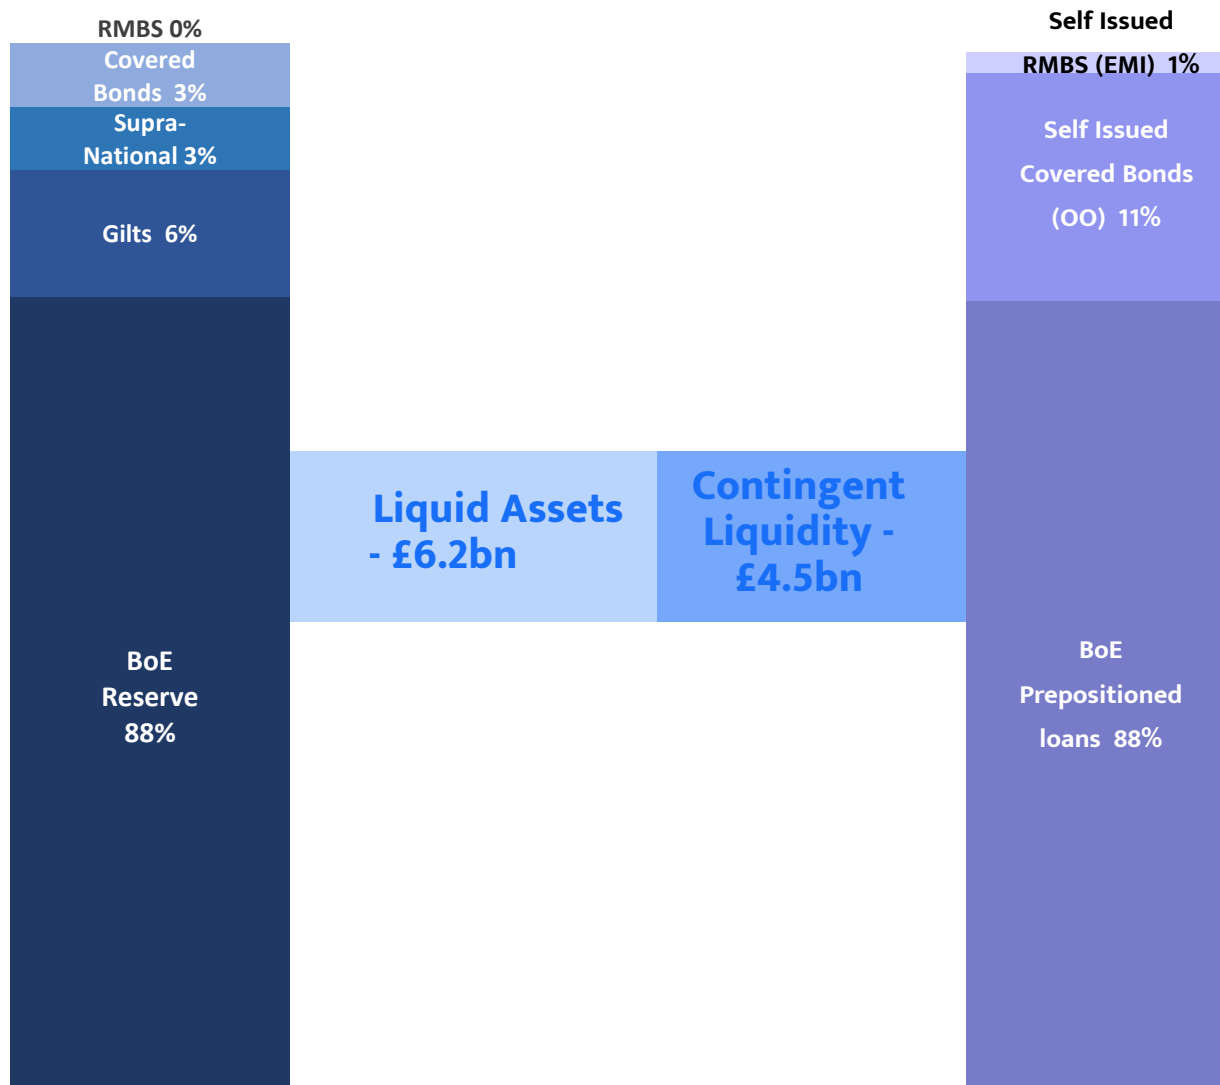 RMBS 0%
Covered
Bonds 3%
Supra-
National 3%
Gilts 6%
BoE
Reserve
88%
Liquid Assets
- £6.2bn
Contingent
Liquidity -
£4.5bn
Self Issued
RMBS (EMI) 1%
Self Issued
Covered Bonds
(OO) 11%
BoE
Prepositioned
loans 88%